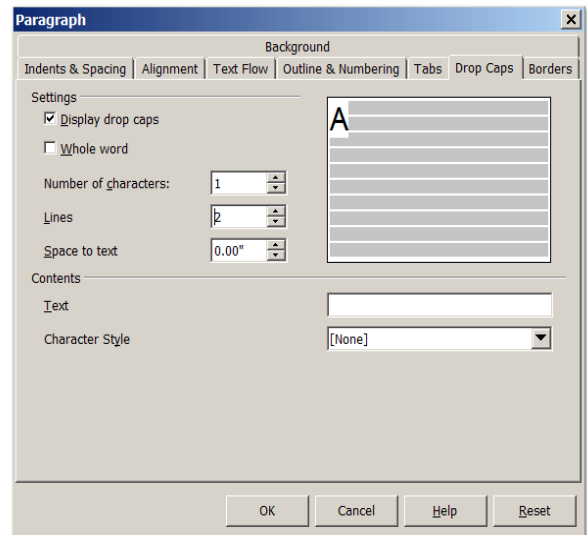 Paragraph
Background
Indents & Spacing Alignment Text Flow Outline & Numbering Tabs Drop Caps Borders
Settings
Display drop caps
Whole word
Number of characters: 1
Lines 2
Space to text 0.00"
A
Contents
Text
Character Style [None]
OK Cancel Help Reset